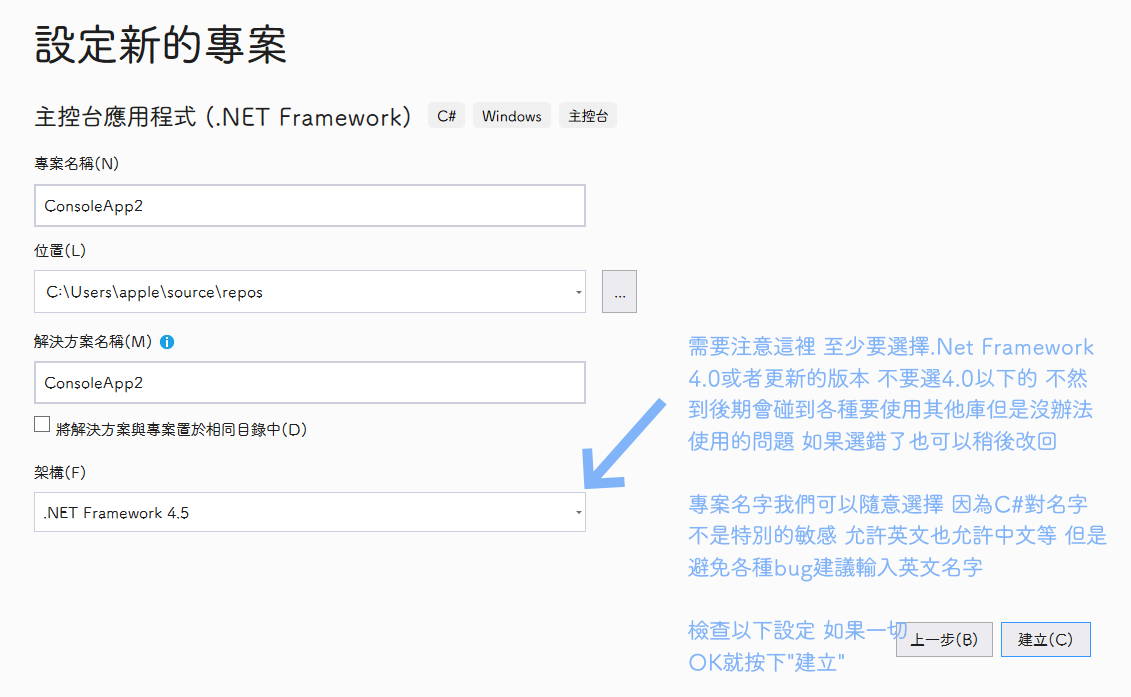 設定新的專案
主控台應用程式 (.NET Framework) C# Windows 主控台
專案名稱(N)
ConsoleApp2
位置(L)
C:\Users\apple\source\repos
...
解決方案名稱(M)
ConsoleApp2
將解決方案與專案置於相同目錄中(D)
架構(F)
.NET Framework 4.5
需要注意這裡 至少要選擇.Net Framework
4.0或者更新的版本 不要選4.0以下的 不然
到後期會碰到各種要使用其他庫但是沒辦法
使用的問題 如果選錯了也可以稍後改回
專案名字我們可以隨意選擇 因為C#對名字
不是特別的敏感 允許英文也允許中文等 但是
避免各種bug建議輸入英文名字
檢查以下設定 如果一切
OK就按下"建立"
上一步(B)
建立(C)